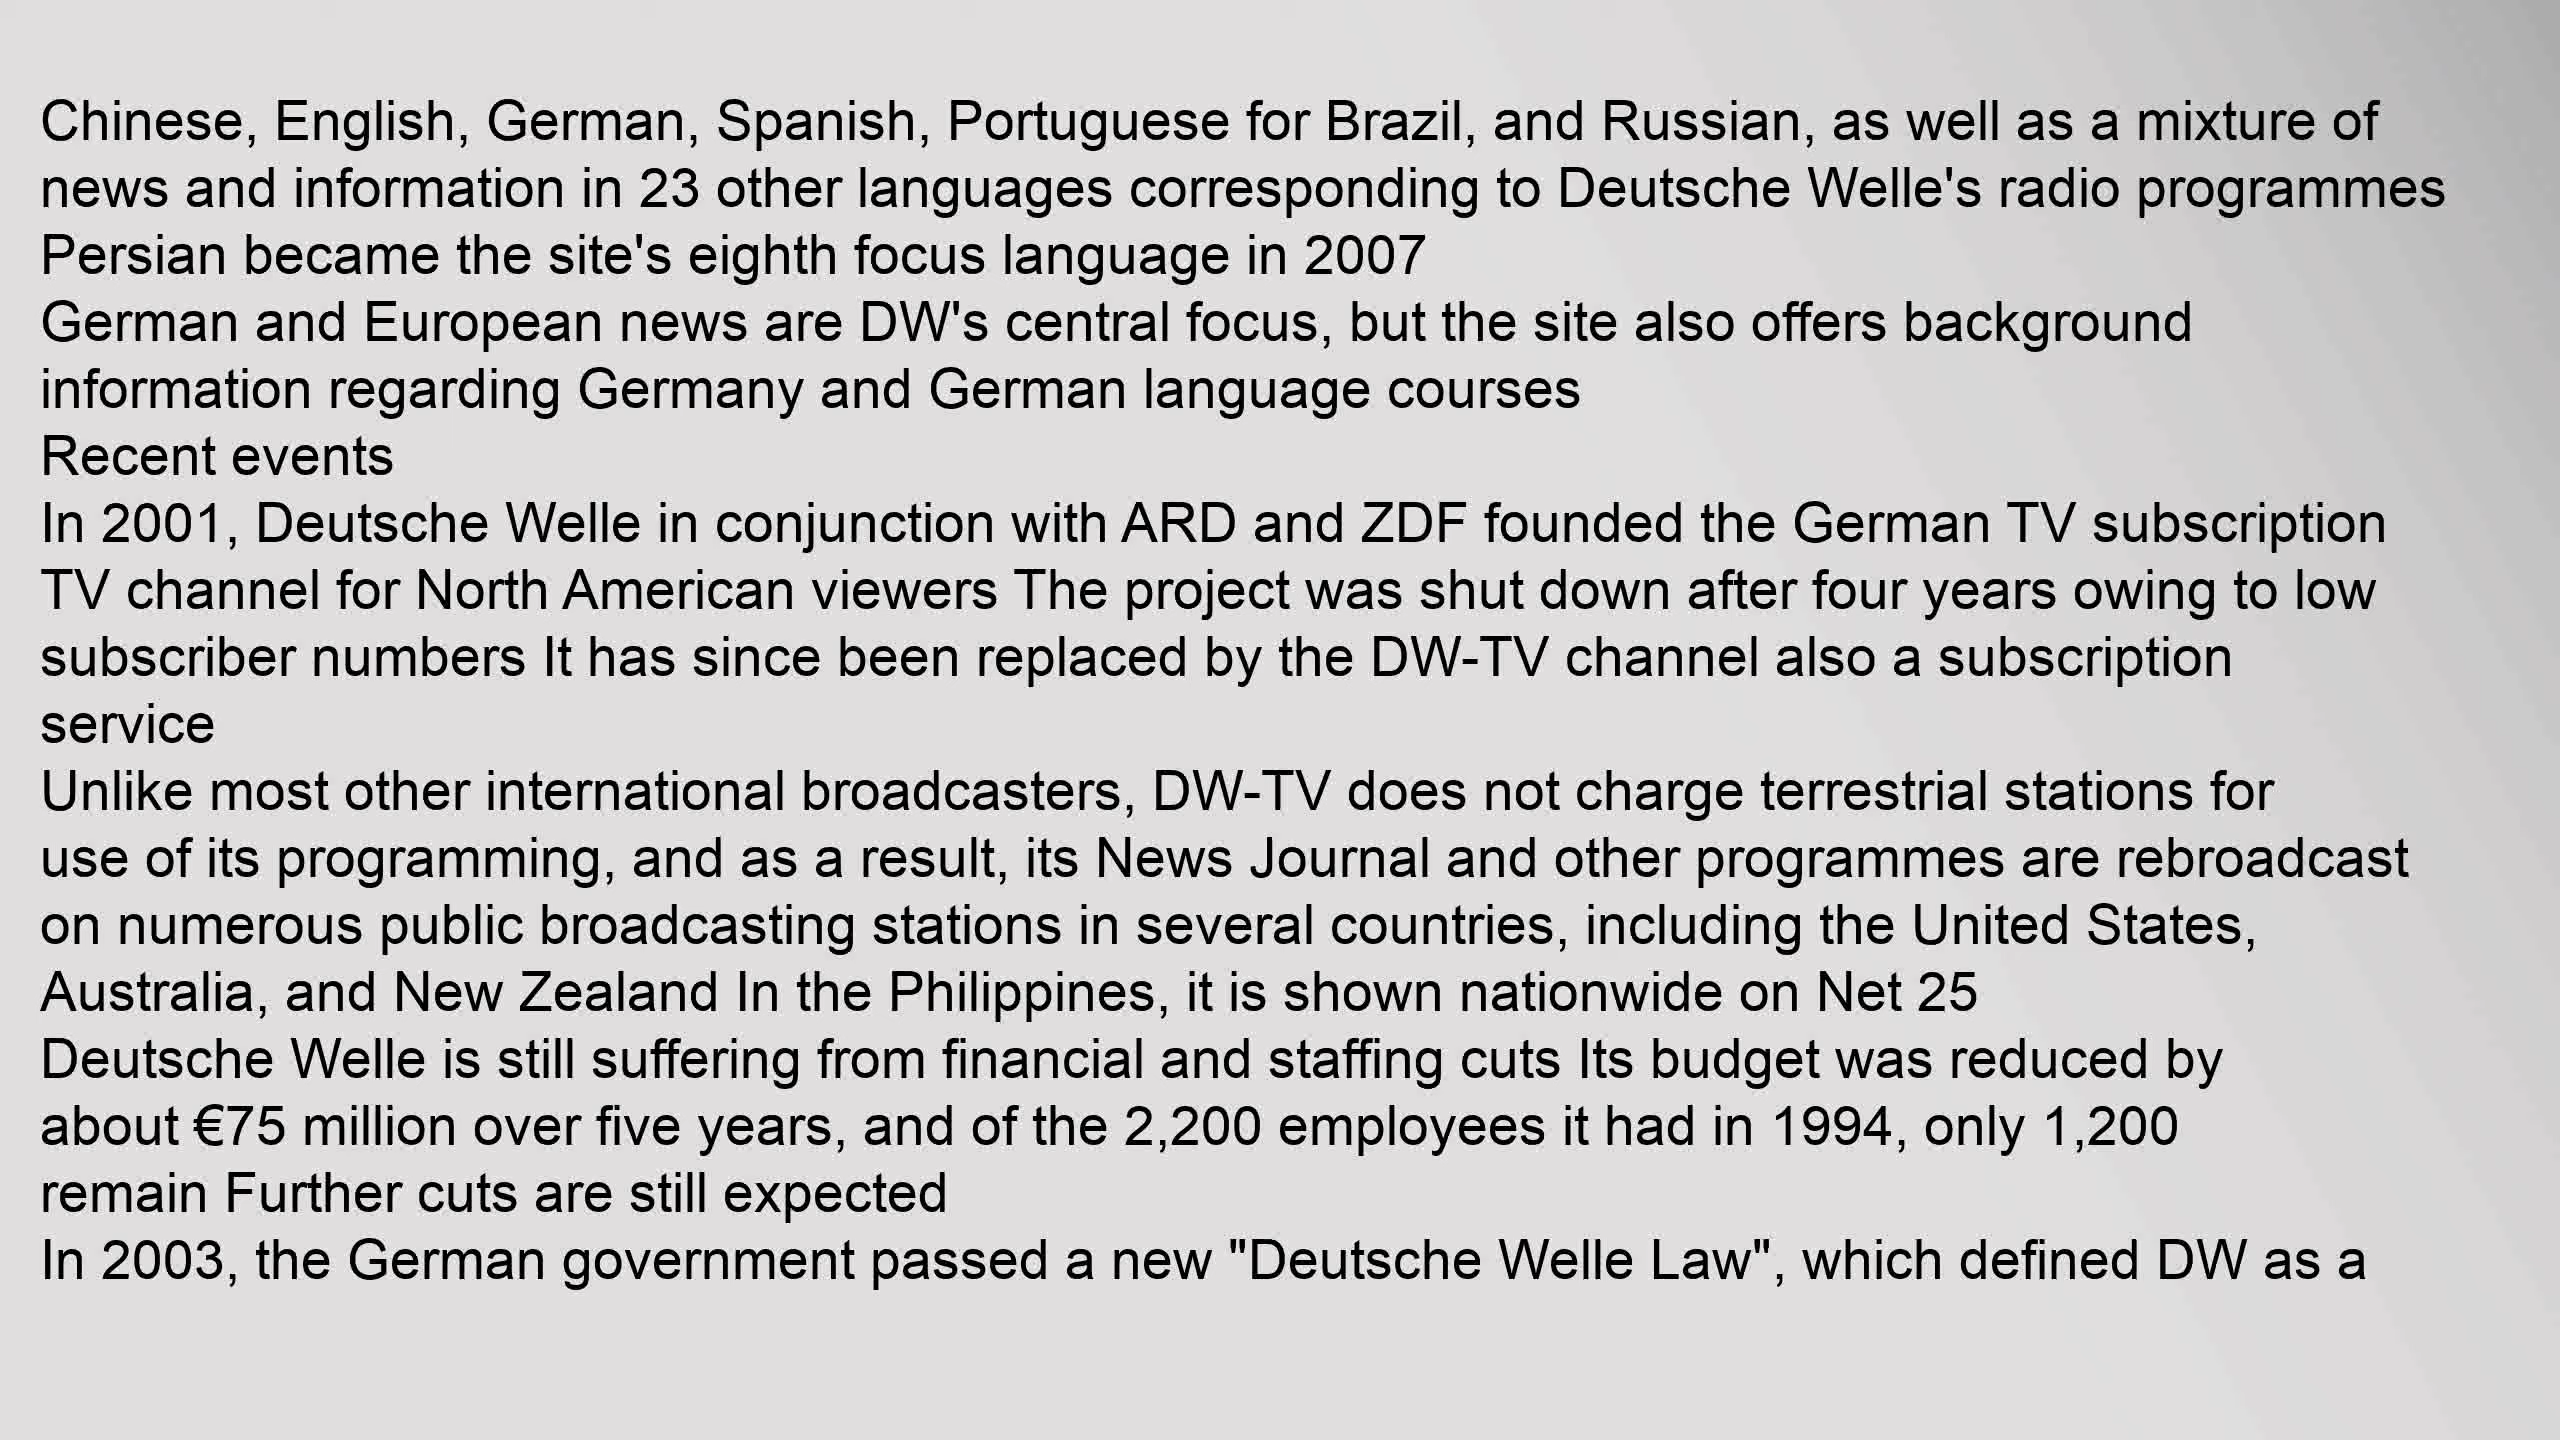 Chinese, English, German, Spanish, Portuguese for Brazil, and Russian, as well as a mixture of
news and information in 23 other languages corresponding to Deutsche Welle's radio programmes
Persian became the site's eighth focus language in 2007
German and European news are DW's central focus, but the site also offers background
information regarding Germany and German language courses
Recent events
In 2001, Deutsche Welle in conjunction with ARD and ZDF founded the German TV subscription
TV channel for North American viewers The project was shut down after four years owing to low
subscriber numbers It has since been replaced by the DW-TV channel also a subscription
service
Unlike most other international broadcasters, DW-TV does not charge terrestrial stations for
use of its programming, and as a result, its News Journal and other programmes are rebroadcast
on numerous public broadcasting stations in several countries, including the United States,
Australia, and New Zealand In the Philippines, it is shown nationwide on Net 25
Deutsche Welle is still suffering from financial and staffing cuts Its budget was reduced by
about €75 million over five years, and of the 2,200 employees it had in 1994, only 1,200
remain Further cuts are still expected
In 2003, the German government passed a new "Deutsche Welle Law", which defined DW as a